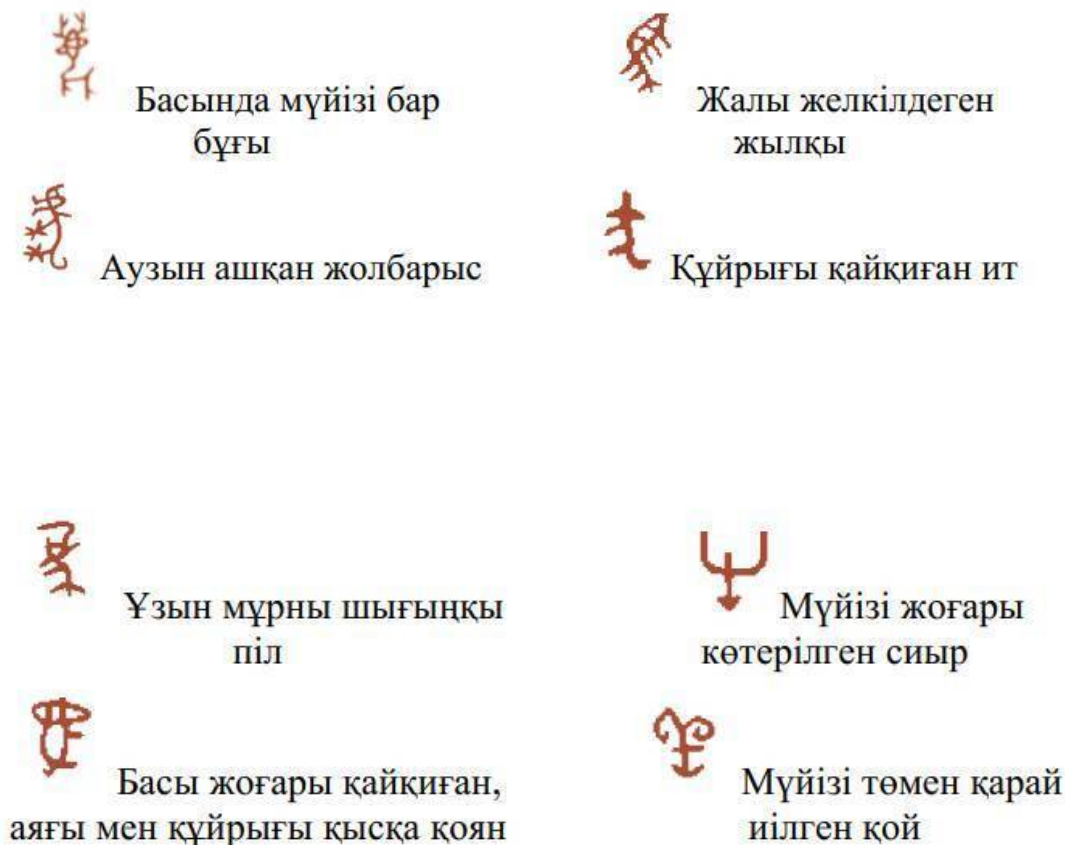 Басында мүйізі бар
бұғы
Жалы желкілдеген
жылқы
Аузын ашқан жолбарыс
Құйрығы қайқиған ит
Ұзын мұрны шығыңқы
піл
Мүйізі жоғары
көтерілген сиыр
Басы жоғары қайқиған,
аяғы мен құйрығы қысқа қоян
Мүйізі төмен қарай
иілген қой